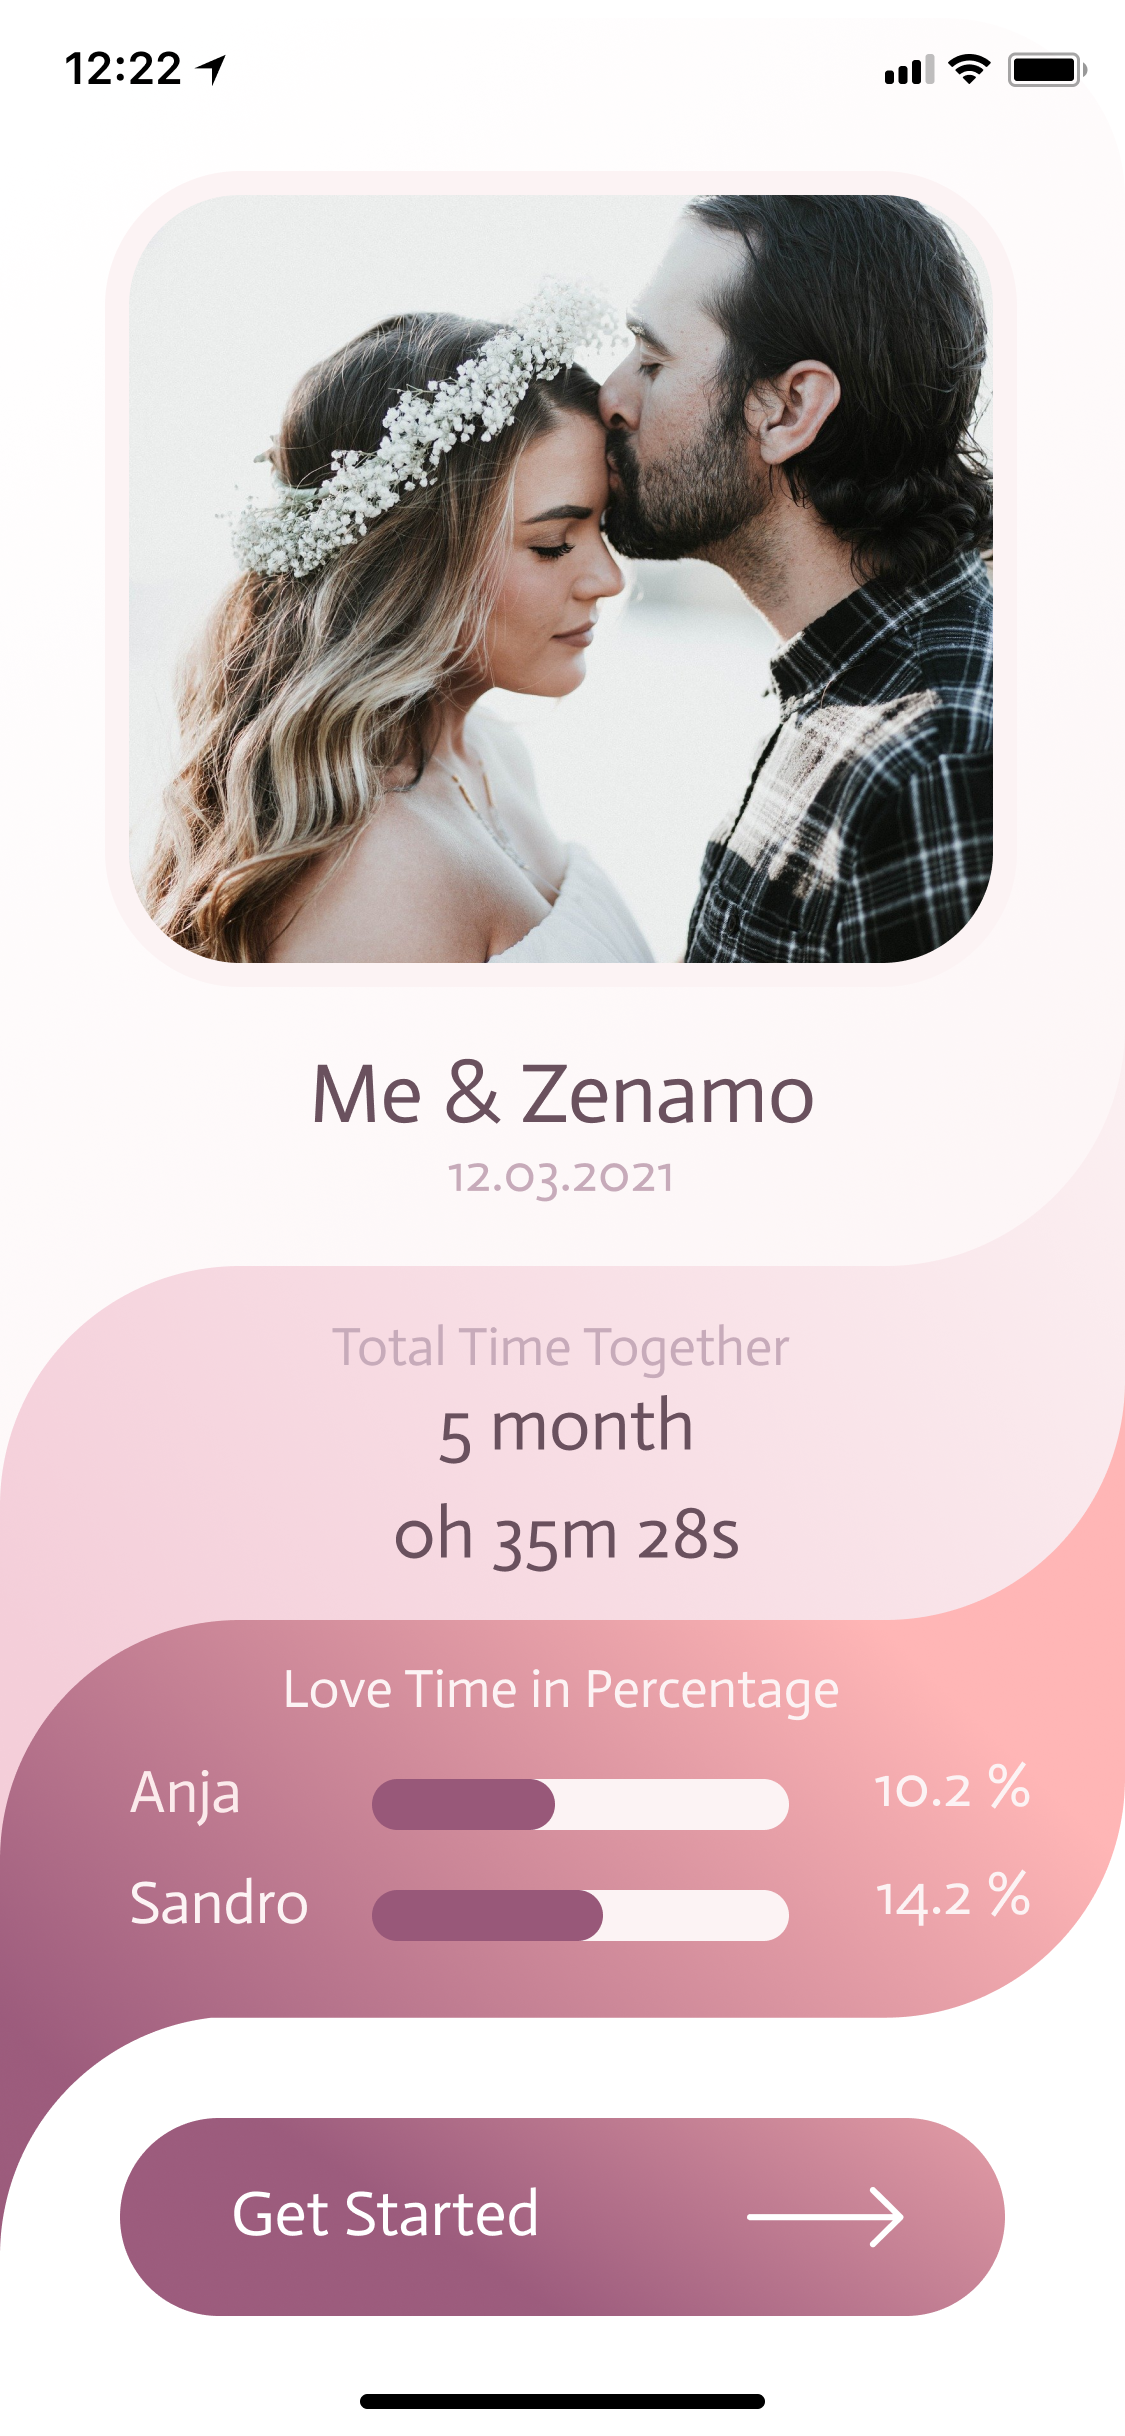 12:22
Me & Zenamo
12.03.2021
Total Time Together
5 month
0h 35m 28s
Love Time in Percentage
Anja 10.2 %
Sandro 14.2 %
Get Started